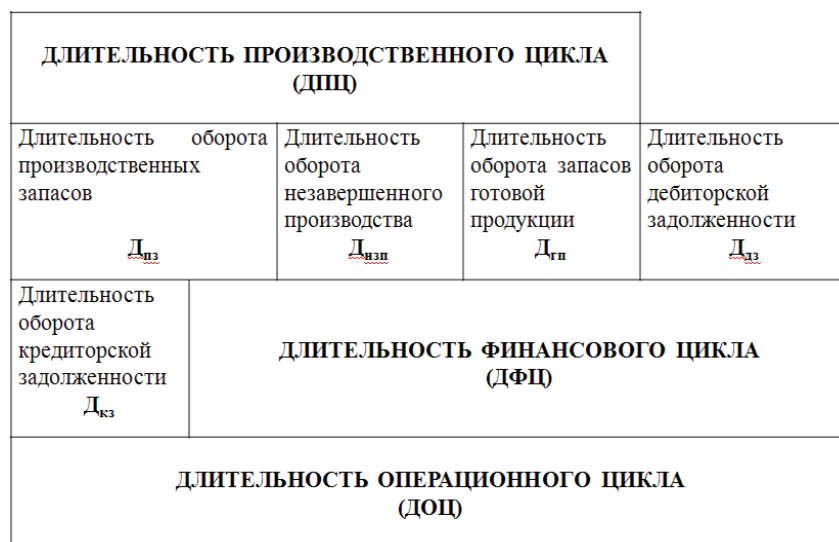 ДЛИТЕЛЬНОСТЬ ПРОИЗВОДСТВЕННОГО ЦИКЛА
(ДПЦ)
Длительность оборота
производственных
запасов
Дпз
Длительность
оборота
незавершенного
производства
Днзп
Длительность
оборота запасов
готовой
продукции
Дгп
Длительность
оборота
дебиторской
задолженности
Ддз
Длительность
оборота
кредиторской
задолженности
Дкз
ДЛИТЕЛЬНОСТЬ ФИНАНСОВОГО ЦИКЛА
(ДФЦ)
ДЛИТЕЛЬНОСТЬ ОПЕРАЦИОННОГО ЦИКЛА
(ДОЦ)